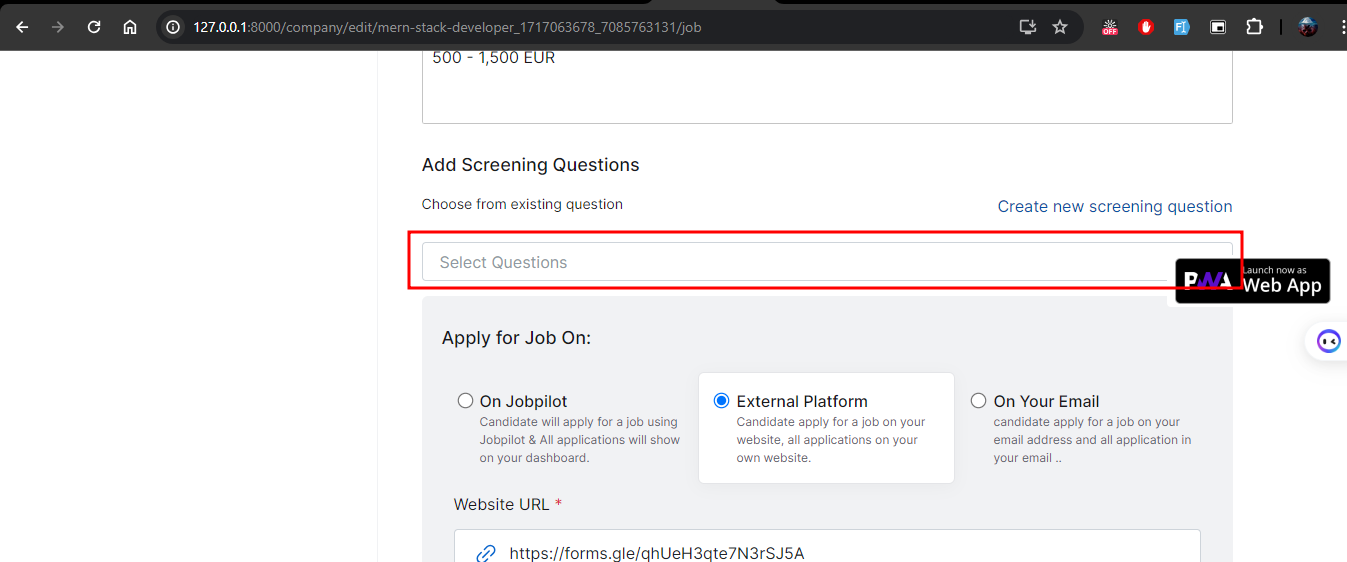 127.0.0.1:8000/company/edit/mern-stack-developer_1717063678_7085763131/job
OFF
500 - 1,500 EUR
Add Screening Questions
Choose from existing question
Create new screening question
Select Questions
PWA
Launch now as
Web App
Apply for Job On:
On Jobpilot
Candidate will apply for a job using
Jobpilot & All applications will show
on your dashboard.
External Platform
Candidate apply for a job on your
website, all applications on your
own website.
On Your Email
candidate apply for a job on your
email address and all application in
your email ..
Website URL *
https://forms.gle/qhUeH3qte7N3rSJ5A